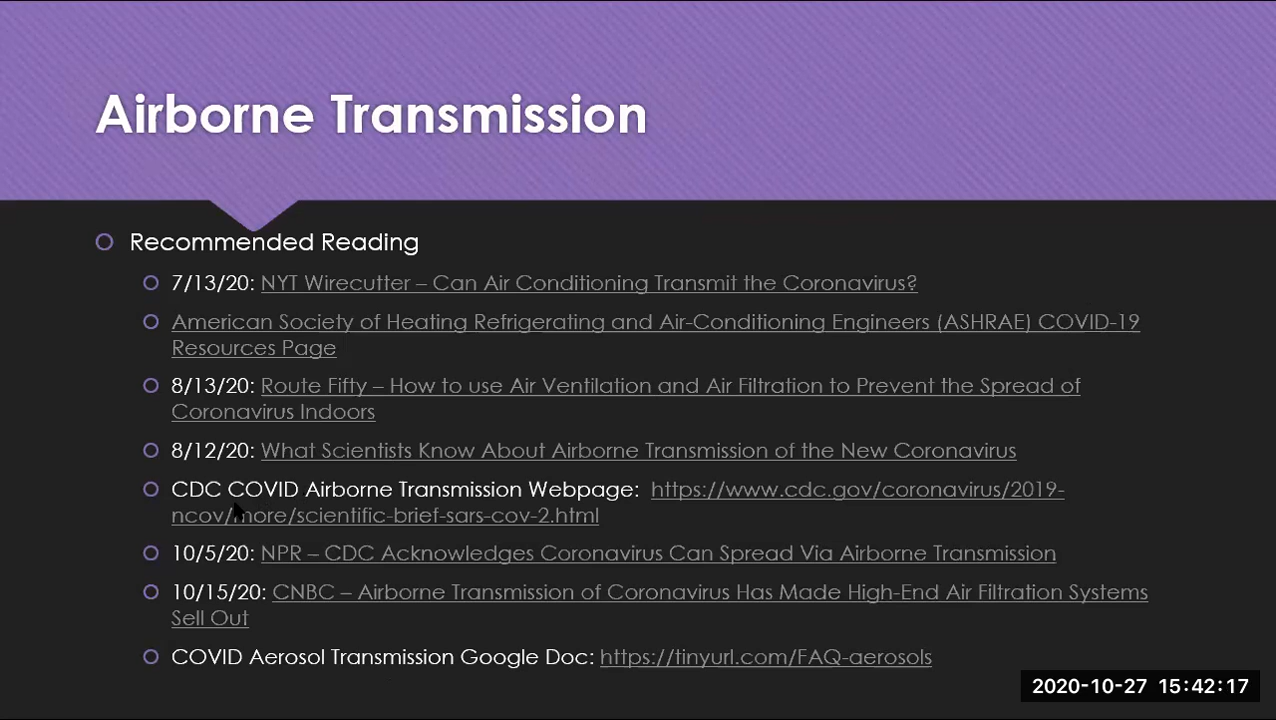 Airborne Transmission
Recommended Reading
7/13/20: NYT Wirecutter – Can Air Conditioning Transmit the Coronavirus?
American Society of Heating Refrigerating and Air-Conditioning Engineers (ASHRAE) COVID-19
Resources Page
8/13/20: Route Fifty – How to use Air Ventilation and Air Filtration to Prevent the Spread of
Coronavirus Indoors
8/12/20: What Scientists Know About Airborne Transmission of the New Coronavirus
CDC COVID Airborne Transmission Webpage: https://www.cdc.gov/coronavirus/2019-
ncov/more/scientific-brief-sars-cov-2.html
10/5/20: NPR – CDC Acknowledges Coronavirus Can Spread Via Airborne Transmission
10/15/20: CNBC – Airborne Transmission of Coronavirus Has Made High-End Air Filtration Systems
Sell Out
COVID Aerosol Transmission Google Doc: https://tinyurl.com/FAQ-aerosols
2020-10-27 15:42:17